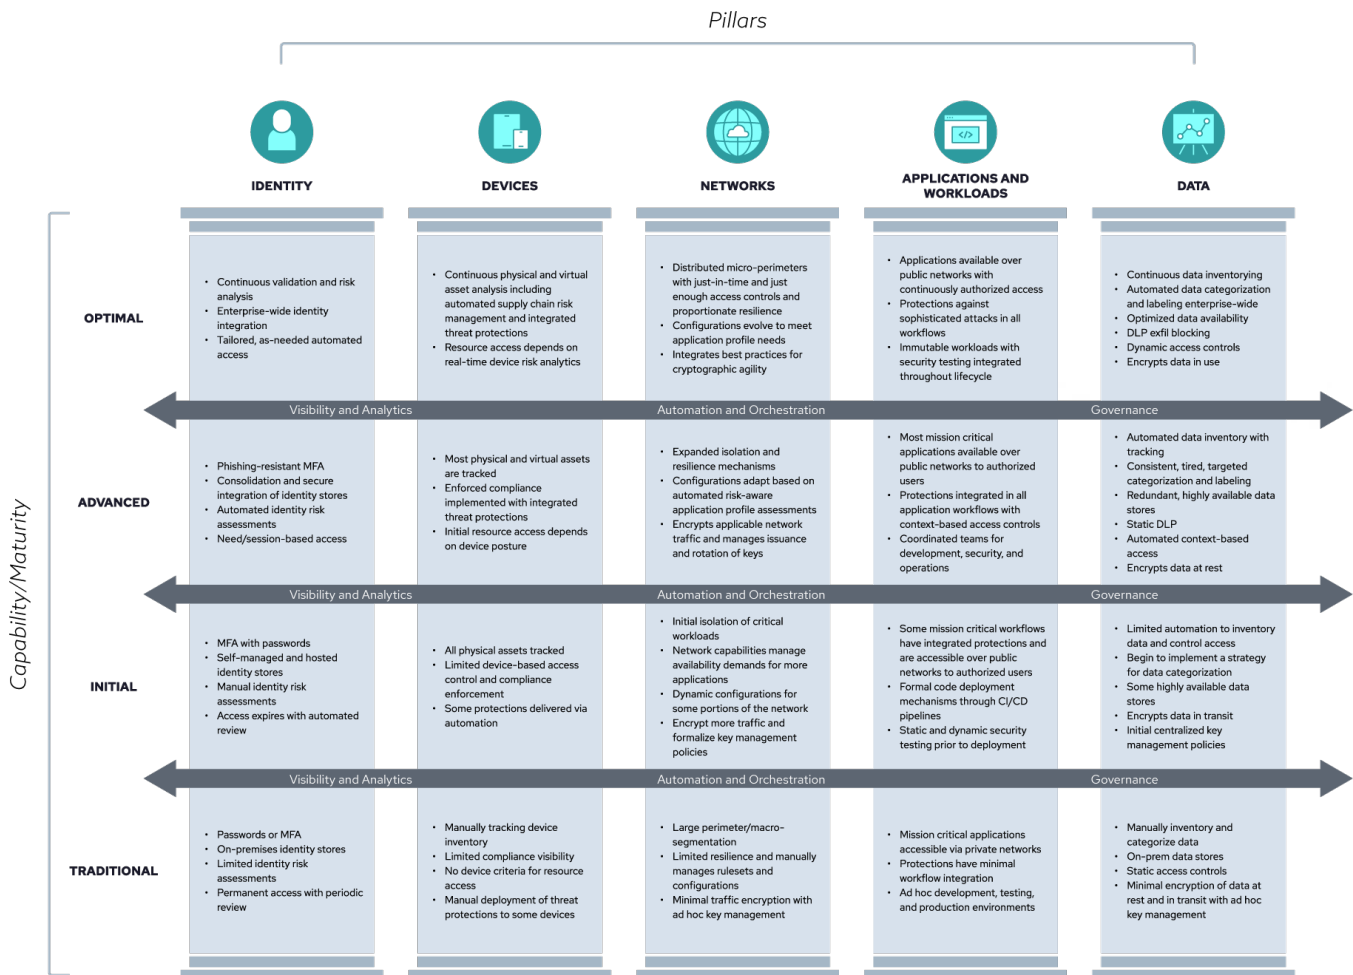 Pillars
IDENTITY
DEVICES
NETWORKS
APPLICATIONS AND
WORKLOADS
DATA
Capability/Maturity
OPTIMAL
• Continuous validation and risk
analysis
• Enterprise-wide identity
integration
• Tailored, as-needed automated
access
• Continuous physical and virtual
asset analysis including
automated supply chain risk
management and integrated
threat protections
• Resource access depends on
real-time device risk analytics
• Distributed micro-perimeters
with just-in-time and just
enough access controls and
proportionate resilience
• Configurations evolve to meet
application profile needs
• Integrates best practices for
cryptographic agility
• Applications available over
public networks with
continuously authorized access
• Protections against
sophisticated attacks in all
workflows
• Immutable workloads with
security testing integrated
throughout lifecycle
• Continuous data inventorying
• Automated data categorization
and labeling enterprise-wide
• Optimized data availability
• DLP exfil blocking
• Dynamic access controls
• Encrypts data in use
Visibility and Analytics
Automation and Orchestration
Governance
ADVANCED
• Phishing-resistant MFA
• Consolidation and secure
integration of identity stores
• Automated identity risk
assessments
• Need/session-based access
• Most physical and virtual assets
are tracked
• Enforced compliance
implemented with integrated
threat protections
• Initial resource access depends
on device posture
• Expanded isolation and
resilience mechanisms
• Configurations adapt based on
automated risk-aware
application profile assessments
• Encrypts applicable network
traffic and manages issuance
and rotation of keys
• Most mission critical
applications available over
public networks to authorized
users
• Protections integrated in all
application workflows with
context-based access controls
• Coordinated teams for
development, security, and
operations
• Automated data inventory with
tracking
• Consistent, tired, targeted
categorization and labeling
• Redundant, highly available data
stores
• Static DLP
• Automated context-based
access
• Encrypts data at rest
Visibility and Analytics
Automation and Orchestration
Governance
INITIAL
• MFA with passwords
• Self-managed and hosted
identity stores
• Manual identity risk
assessments
• Access expires with automated
review
• All physical assets tracked
• Limited device-based access
control and compliance
enforcement
• Some protections delivered via
automation
• Initial isolation of critical
workloads
• Network capabilities manage
availability demands for more
applications
• Dynamic configurations for
some portions of the network
• Encrypt more traffic and
formalize key management
policies
• Some mission critical workflows
have integrated protections and
are accessible over public
networks to authorized users
• Formal code deployment
mechanisms through CI/CD
pipelines
• Static and dynamic security
testing prior to deployment
• Limited automation to inventory
data and control access
• Begin to implement a strategy
for data categorization
• Some highly available data
stores
• Encrypts data in transit
• Initial centralized key
management policies
Visibility and Analytics
Automation and Orchestration
Governance
TRADITIONAL
• Passwords or MFA
• On-premises identity stores
• Limited identity risk
assessments
• Permanent access with periodic
review
• Manually tracking device
inventory
• Limited compliance visibility
• No device criteria for resource
access
• Manual deployment of threat
protections to some devices
• Large perimeter/macro-
segmentation
• Limited resilience and manually
manages rulesets and
configurations
• Minimal traffic encryption with
ad hoc key management
• Mission critical applications
accessible via private networks
• Protections have minimal
workflow integration
• Ad hoc development, testing,
and production environments
• Manually inventory and
categorize data
• On-prem data stores
• Static access controls
• Minimal encryption of data at
rest and in transit with ad hoc
key management